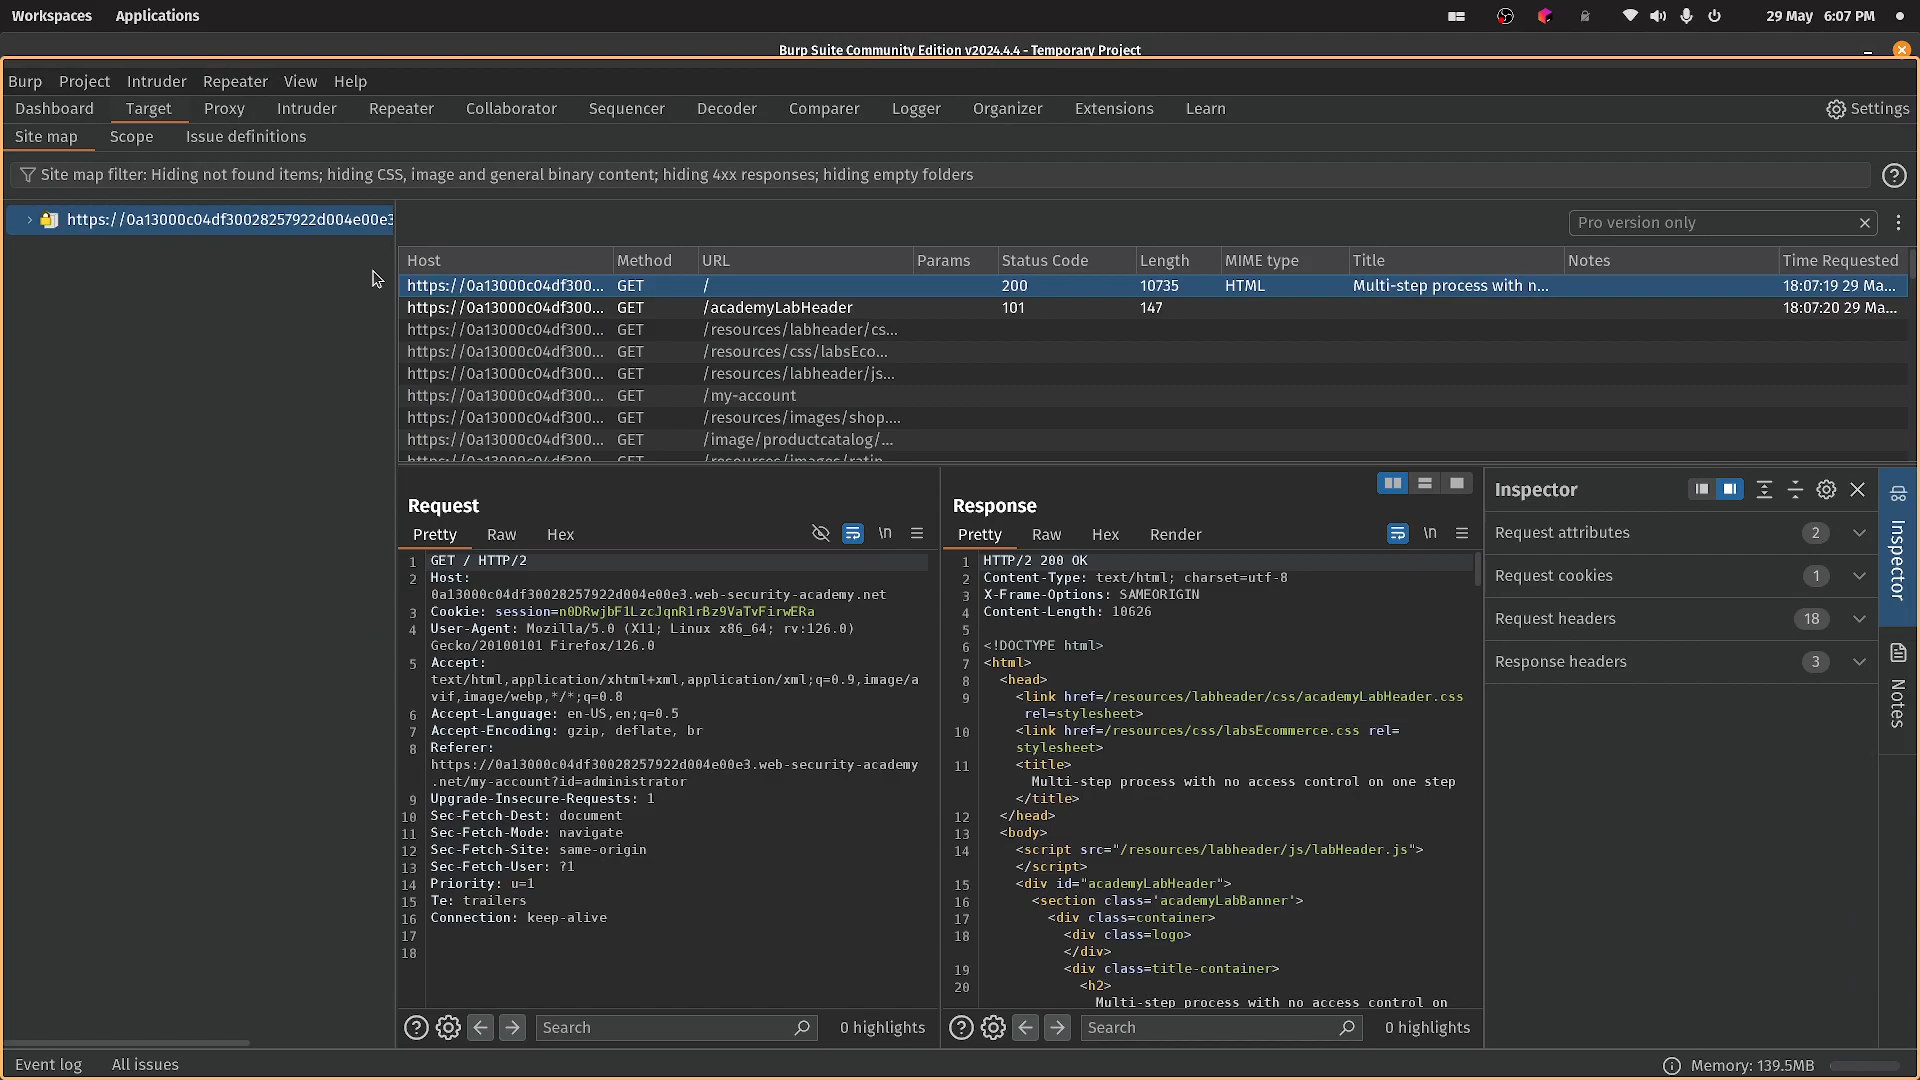 Workspaces Applications 29 May 6:07 PM
Burp Suite Community Edition v2024.4.4 - Temporary Project
Burp Project Intruder Repeater View Help
Dashboard Target Proxy Intruder Repeater Collaborator Sequencer Decoder Comparer Logger Organizer Extensions Learn Settings
Site map Scope Issue definitions
Site map filter: Hiding not found items; hiding CSS, image and general binary content; hiding 4xx responses; hiding empty folders
https://0a13000c04df30028257922d004e00e3
Pro version only
Host Method URL Params Status Code Length MIME type Title Notes Time Requested
https://0a13000c04df300... GET / 200 10735 HTML Multi-step process with n... 18:07:19 29 Ma...
https://0a13000c04df300... GET /academyLabHeader 101 147 18:07:20 29 Ma...
https://0a13000c04df300... GET /resources/labheader/cs...
https://0a13000c04df300... GET /resources/css/labsEco...
https://0a13000c04df300... GET /resources/labheader/js...
https://0a13000c04df300... GET /my-account
https://0a13000c04df300... GET /resources/images/shop....
https://0a13000c04df300... GET /image/productcatalog/...
Request
Pretty Raw Hex \n
1 GET / HTTP/2
2 Host:
0a13000c04df30028257922d004e00e3.web-security-academy.net
3 Cookie: session=n0DRwjbF1LzcJqnR1rBz9VaTvFirwERa
4 User-Agent: Mozilla/5.0 (X11; Linux x86_64; rv:126.0)
Gecko/20100101 Firefox/126.0
5 Accept:
text/html,application/xhtml+xml,application/xml;q=0.9,image/a
vif,image/webp,*/*;q=0.8
6 Accept-Language: en-US,en;q=0.5
7 Accept-Encoding: gzip, deflate, br
8 Referer:
https://0a13000c04df30028257922d004e00e3.web-security-academy
.net/my-account?id=administrator
9 Upgrade-Insecure-Requests: 1
10 Sec-Fetch-Dest: document
11 Sec-Fetch-Mode: navigate
12 Sec-Fetch-Site: same-origin
13 Sec-Fetch-User: ?1
14 Priority: u=1
15 Te: trailers
16 Connection: keep-alive
17
18
Search 0 highlights
Response
Pretty Raw Hex Render \n
1 HTTP/2 200 OK
2 Content-Type: text/html; charset=utf-8
3 X-Frame-Options: SAMEORIGIN
4 Content-Length: 10626
5
6 <!DOCTYPE html>
7 <html>
8 <head>
9 <link href=/resources/labheader/css/academyLabHeader.css
rel=stylesheet>
10 <link href=/resources/css/labsEcommerce.css rel=
stylesheet>
11 <title>
Multi-step process with no access control on one step
</title>
12 </head>
13 <body>
14 <script src="/resources/labheader/js/labHeader.js">
</script>
15 <div id="academyLabHeader">
16 <section class='academyLabBanner'>
17 <div class=container>
18 <div class=logo>
</div>
19 <div class=title-container>
20 <h2>
Multi-step process with no access control on
Search 0 highlights
Inspector
Request attributes 2
Request cookies 1
Request headers 18
Response headers 3
Inspector
Notes
Event log All issues Memory: 139.5MB